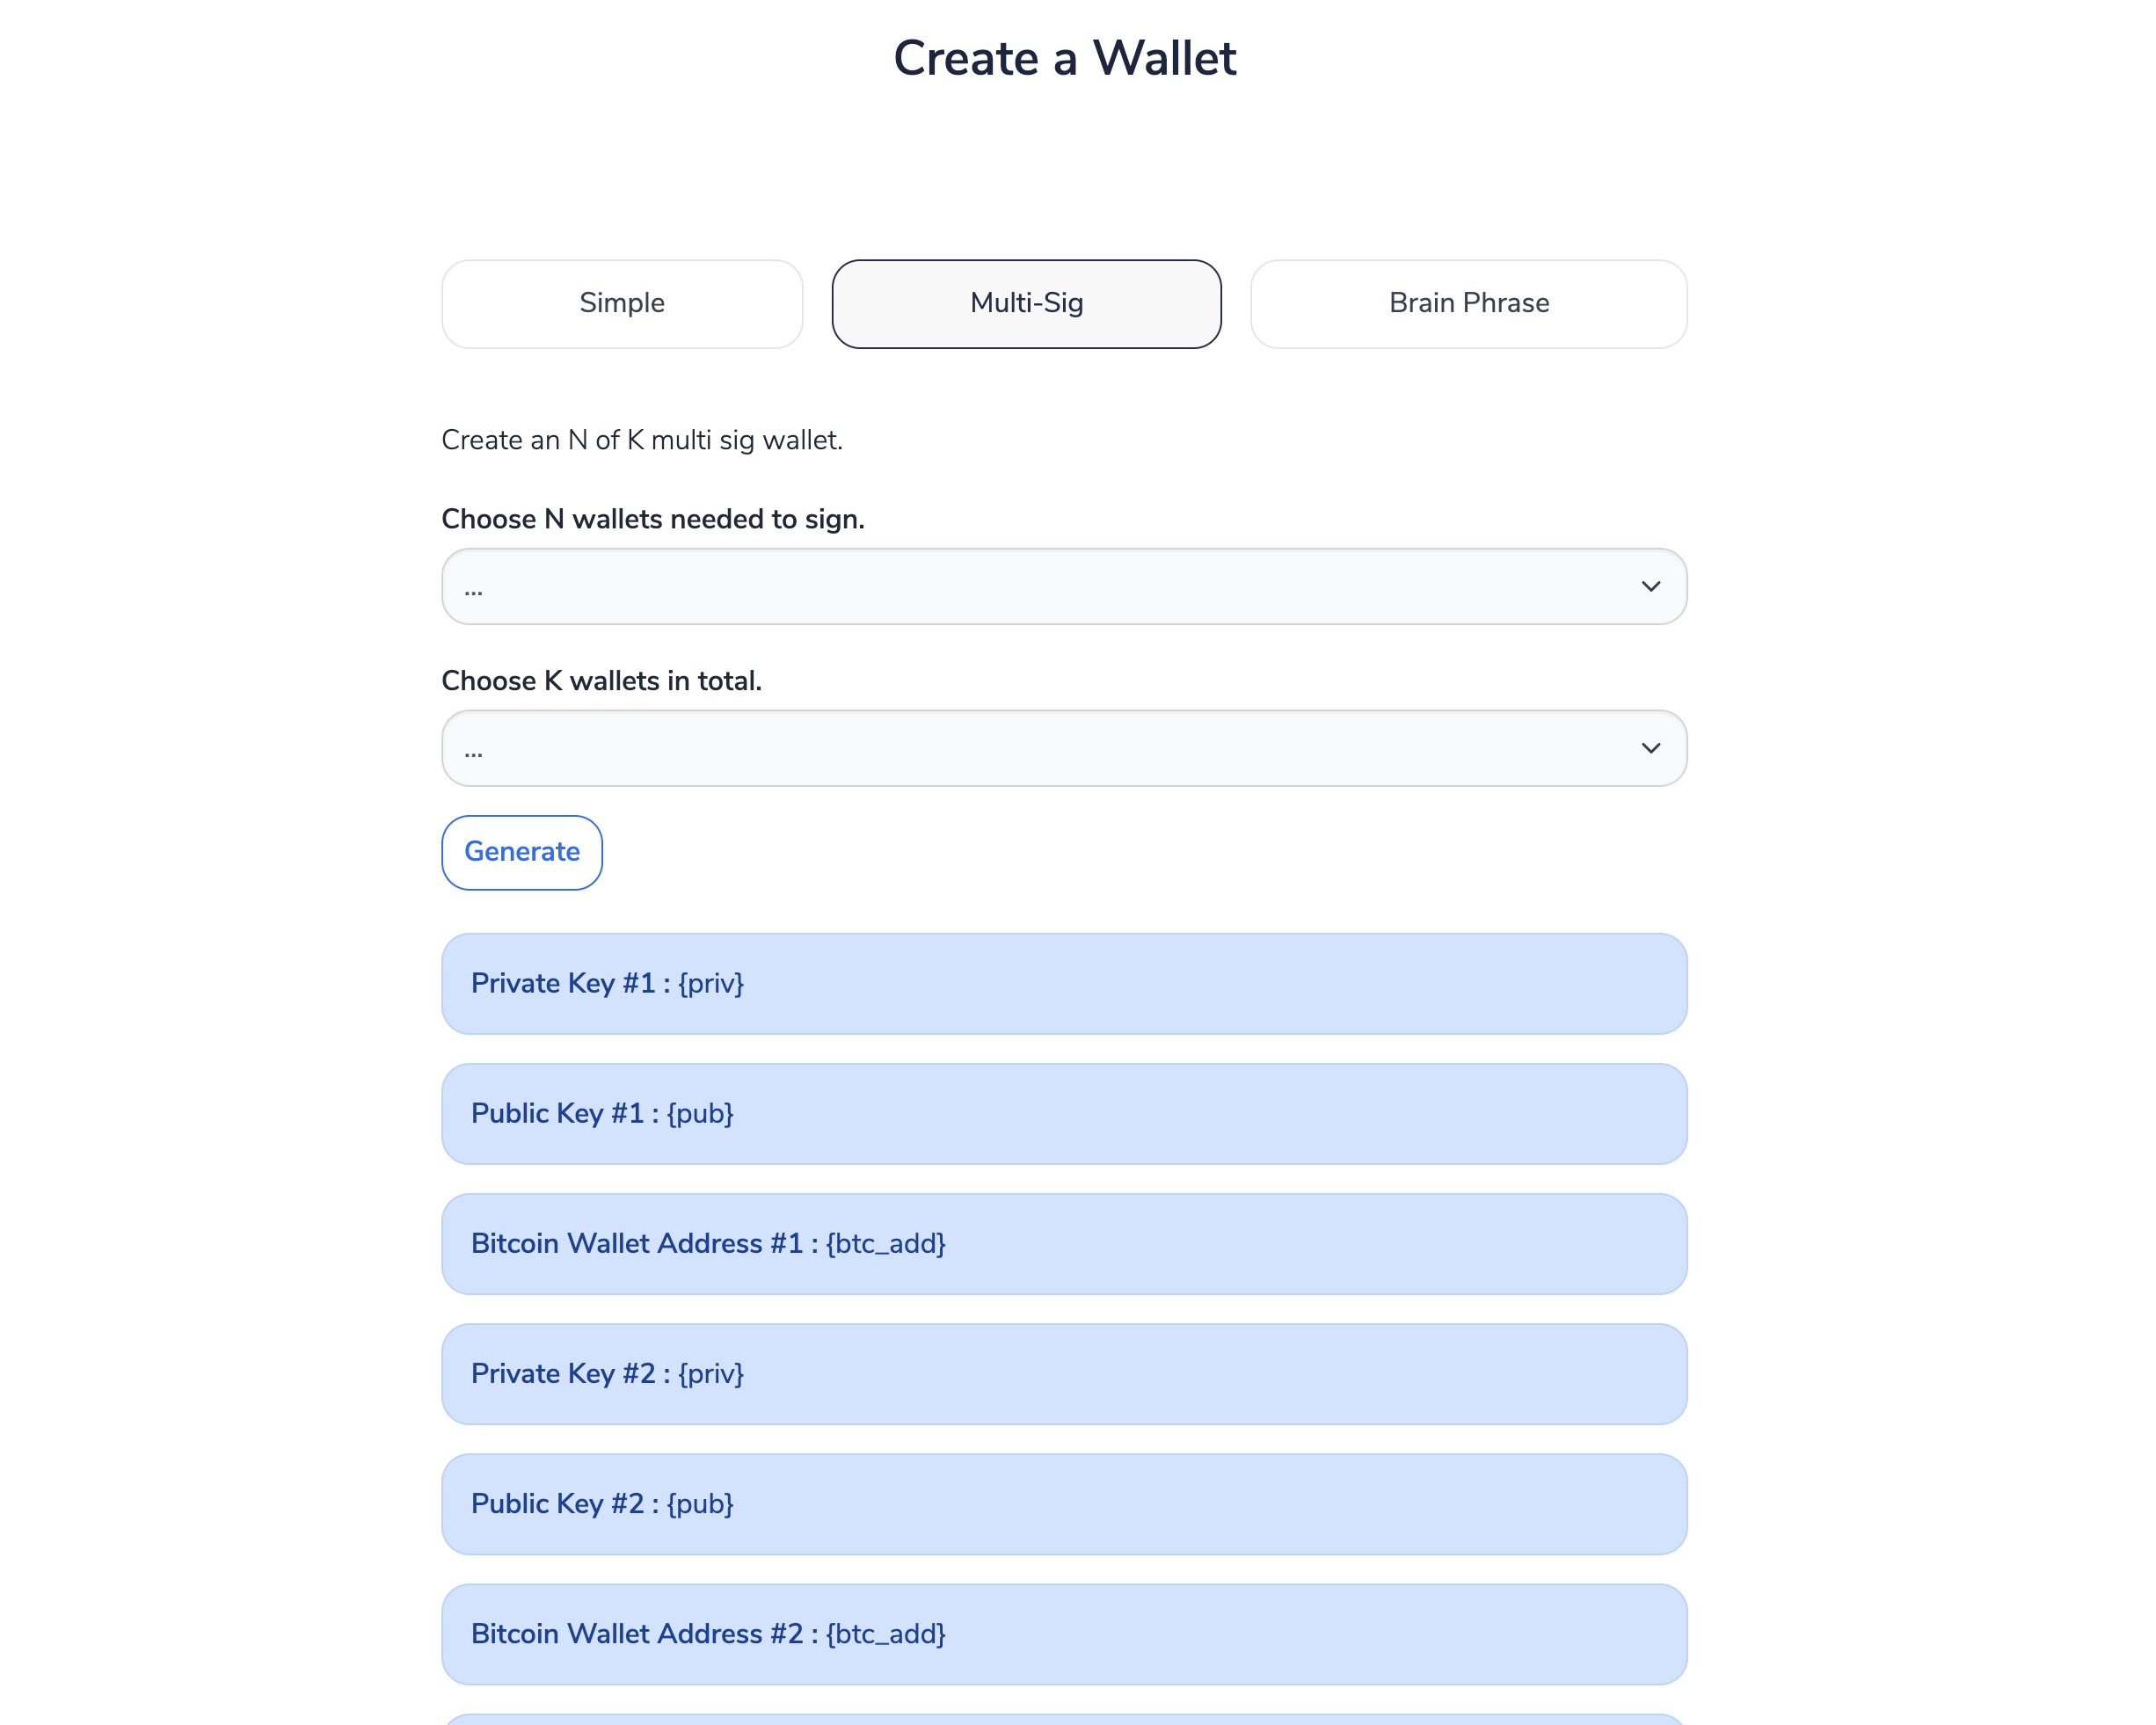 Create a Wallet
Simple
Multi-Sig
Brain Phrase
Create an N of K multi sig wallet.
Choose N wallets needed to sign.
...
Choose K wallets in total.
...
Generate
Private Key #1 : {priv}
Public Key #1 : {pub}
Bitcoin Wallet Address #1 : {btc_add}
Private Key #2 : {priv}
Public Key #2 : {pub}
Bitcoin Wallet Address #2 : {btc_add}